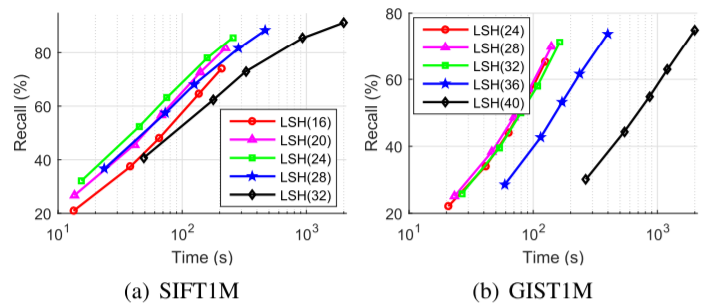 80
60
40
20
Recall (%)
LSH(16)
LSH(20)
LSH(24)
LSH(28)
LSH(32)
10^1
10^2
10^3
Time (s)
(a) SIFT1M
80
60
40
20
Recall (%)
LSH(24)
LSH(28)
LSH(32)
LSH(36)
LSH(40)
10^1
10^2
10^3
Time (s)
(b) GIST1M